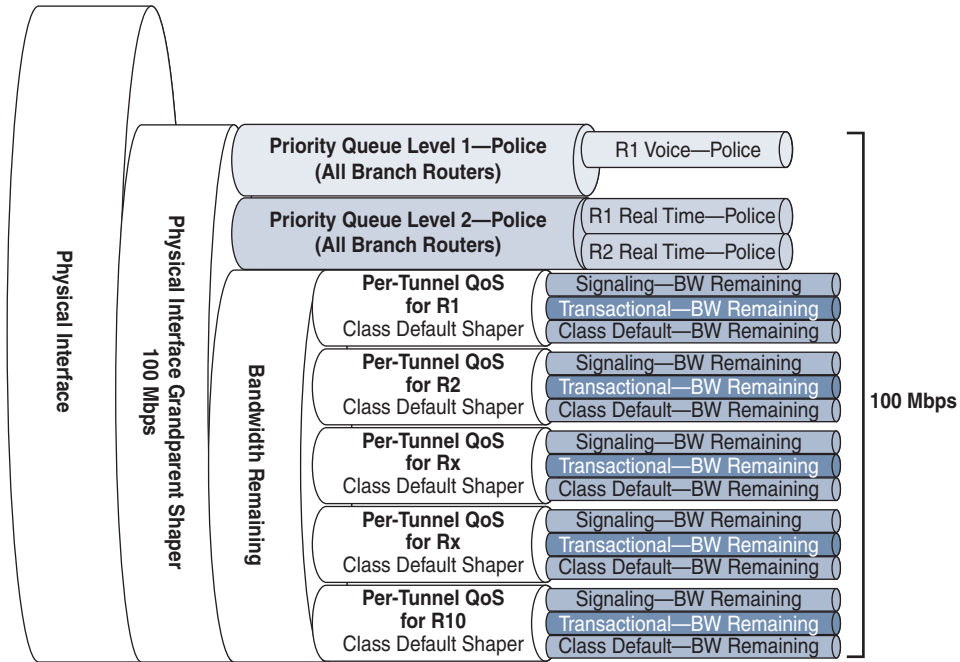 Physical Interface
Physical Interface Grandparent Shaper
100 Mbps
Priority Queue Level 1—Police
(All Branch Routers)
R1 Voice—Police
Priority Queue Level 2—Police
(All Branch Routers)
R1 Real Time—Police
R2 Real Time—Police
Bandwidth Remaining
Per-Tunnel QoS
for R1
Class Default Shaper
Signaling—BW Remaining
Transactional—BW Remaining
Class Default—BW Remaining
Per-Tunnel QoS
for R2
Class Default Shaper
Signaling—BW Remaining
Transactional—BW Remaining
Class Default—BW Remaining
Per-Tunnel QoS
for Rx
Class Default Shaper
Signaling—BW Remaining
Transactional—BW Remaining
Class Default—BW Remaining
Per-Tunnel QoS
for Rx
Class Default Shaper
Signaling—BW Remaining
Transactional—BW Remaining
Class Default—BW Remaining
Per-Tunnel QoS
for R10
Class Default Shaper
Signaling—BW Remaining
Transactional—BW Remaining
Class Default—BW Remaining
100 Mbps